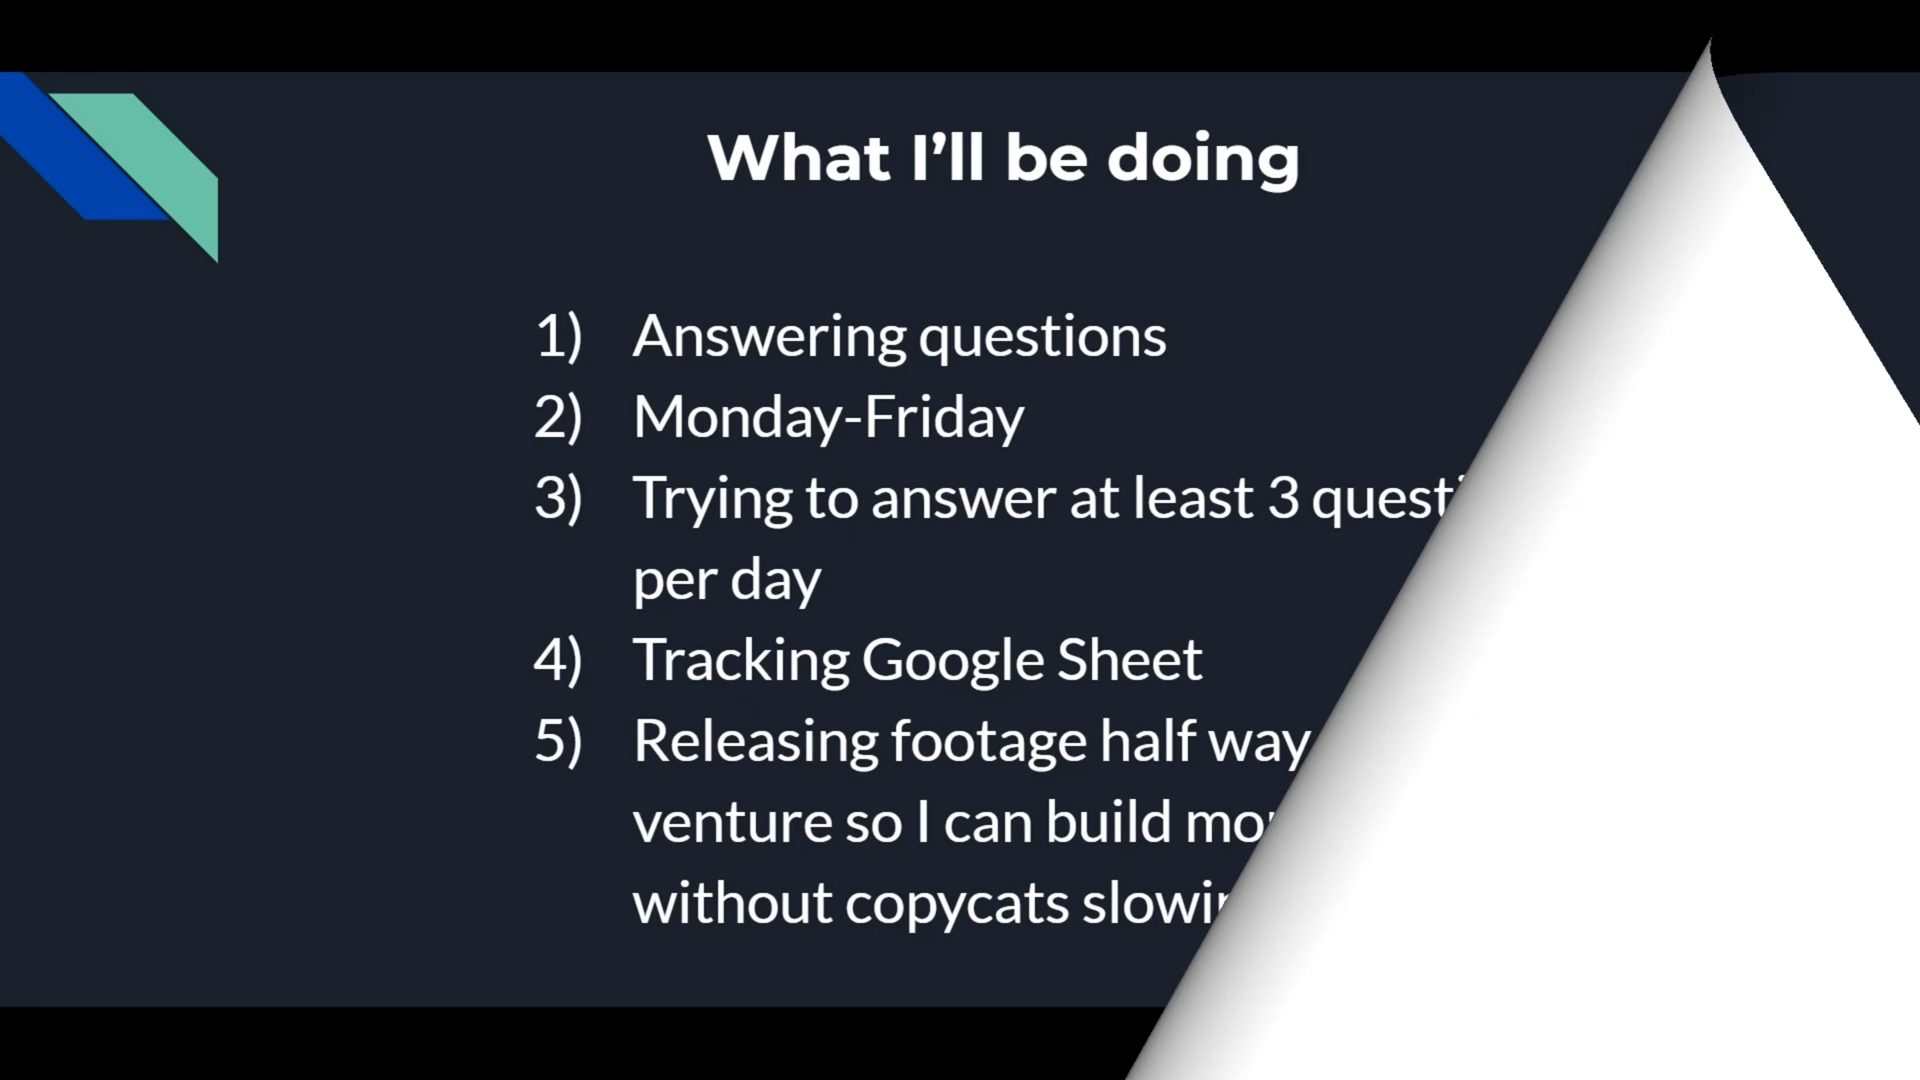 What I’ll be doing
1) Answering questions
2) Monday-Friday
3) Trying to answer at least 3
per day
4) Tracking Google Sheet
5) Releasing footage half way
venture so I can build
without copycats